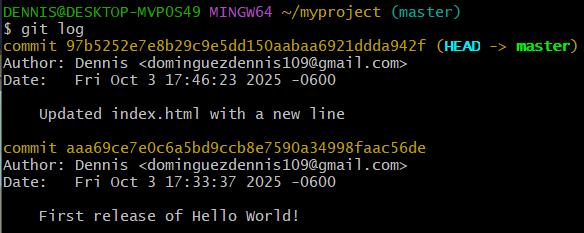 DENNIS@DESKTOP-MVPOS49 MINGW64 ~/myproject (master)
$ git log
commit 97b5252e7e8b29c9e5dd150aabaa6921ddda942f (HEAD -> master)
Author: Dennis <dominguezdennis109@gmail.com>
Date:   Fri Oct 3 17:46:23 2025 -0600
    Updated index.html with a new line
commit aaa69ce7e0c6a5bd9ccb8e7590a34998faac56de
Author: Dennis <dominguezdennis109@gmail.com>
Date:   Fri Oct 3 17:33:37 2025 -0600
    First release of Hello World!